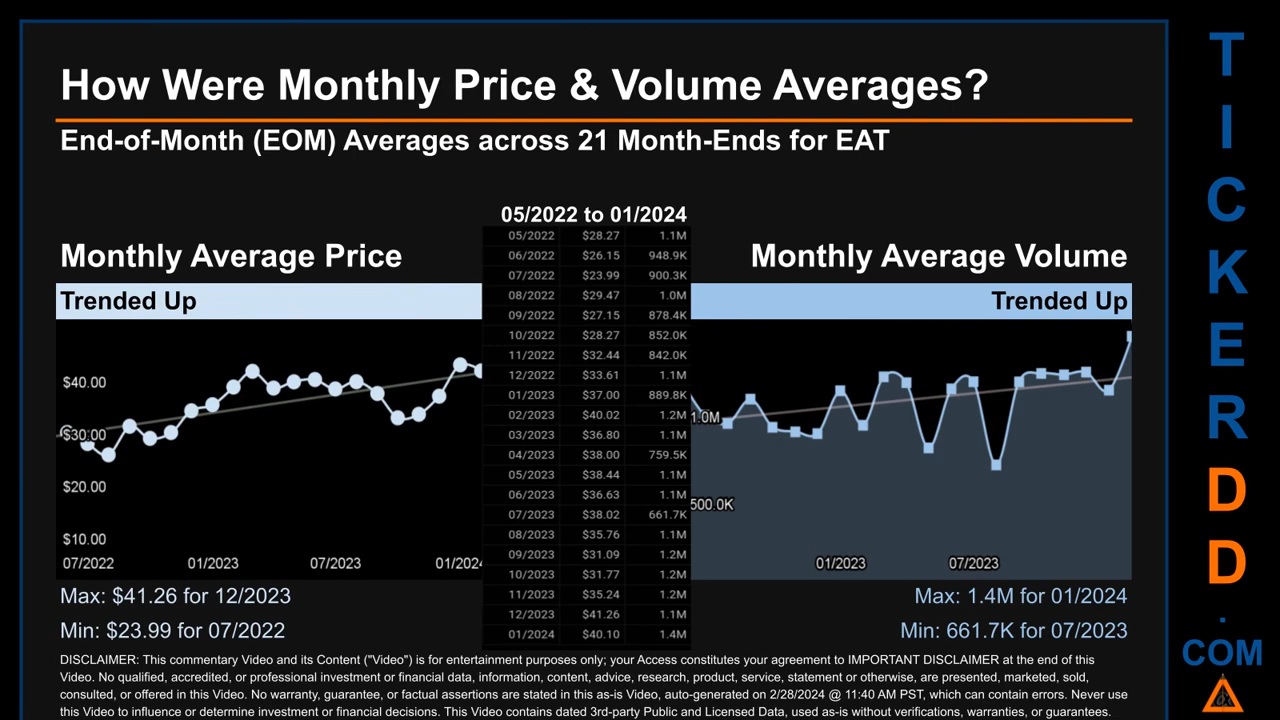 How Were Monthly Price & Volume Averages?
End-of-Month (EOM) Averages across 21 Month-Ends for EAT
05/2022 to 01/2024
Monthly Average Price
Trended Up
$40.00
$30.00
$20.00
$10.00
07/2022 01/2023 07/2023 01/2024
Max: $41.26 for 12/2023
Min: $23.99 for 07/2022
05/2022 $28.27 1.1M
06/2022 $26.15 948.9K
07/2022 $23.99 900.3K
08/2022 $29.47 1.0M
09/2022 $27.15 878.4K
10/2022 $28.27 852.0K
11/2022 $32.44 842.0K
12/2022 $33.61 1.1M
01/2023 $37.00 889.8K
02/2023 $40.02 1.2M
03/2023 $36.80 1.1M
04/2023 $38.00 759.5K
05/2023 $38.44 1.1M
06/2023 $36.63 1.1M
07/2023 $38.02 661.7K
08/2023 $35.76 1.1M
09/2023 $31.09 1.2M
10/2023 $31.77 1.2M
11/2023 $35.24 1.2M
12/2023 $41.26 1.1M
01/2024 $40.10 1.4M
Monthly Average Volume
Trended Up
1.0M
500.0K
01/2023 07/2023
Max: 1.4M for 01/2024
Min: 661.7K for 07/2023
DISCLAIMER: This commentary Video and its Content ("Video") is for entertainment purposes only; your Access constitutes your agreement to IMPORTANT DISCLAIMER at the end of this
Video. No qualified, accredited, or professional investment or financial data, information, content, advice, research, product, service, statement or otherwise, are presented, marketed, sold,
consulted, or offered in this Video. No warranty, guarantee, or factual assertions are stated in this as-is Video, auto-generated on 2/28/2024 @ 11:40 AM PST, which can contain errors. Never use
this Video to influence or determine investment or financial decisions. This Video contains dated 3rd-party Public and Licensed Data, used as-is without verifications, warranties, or guarantees.
TICKERDD.COM